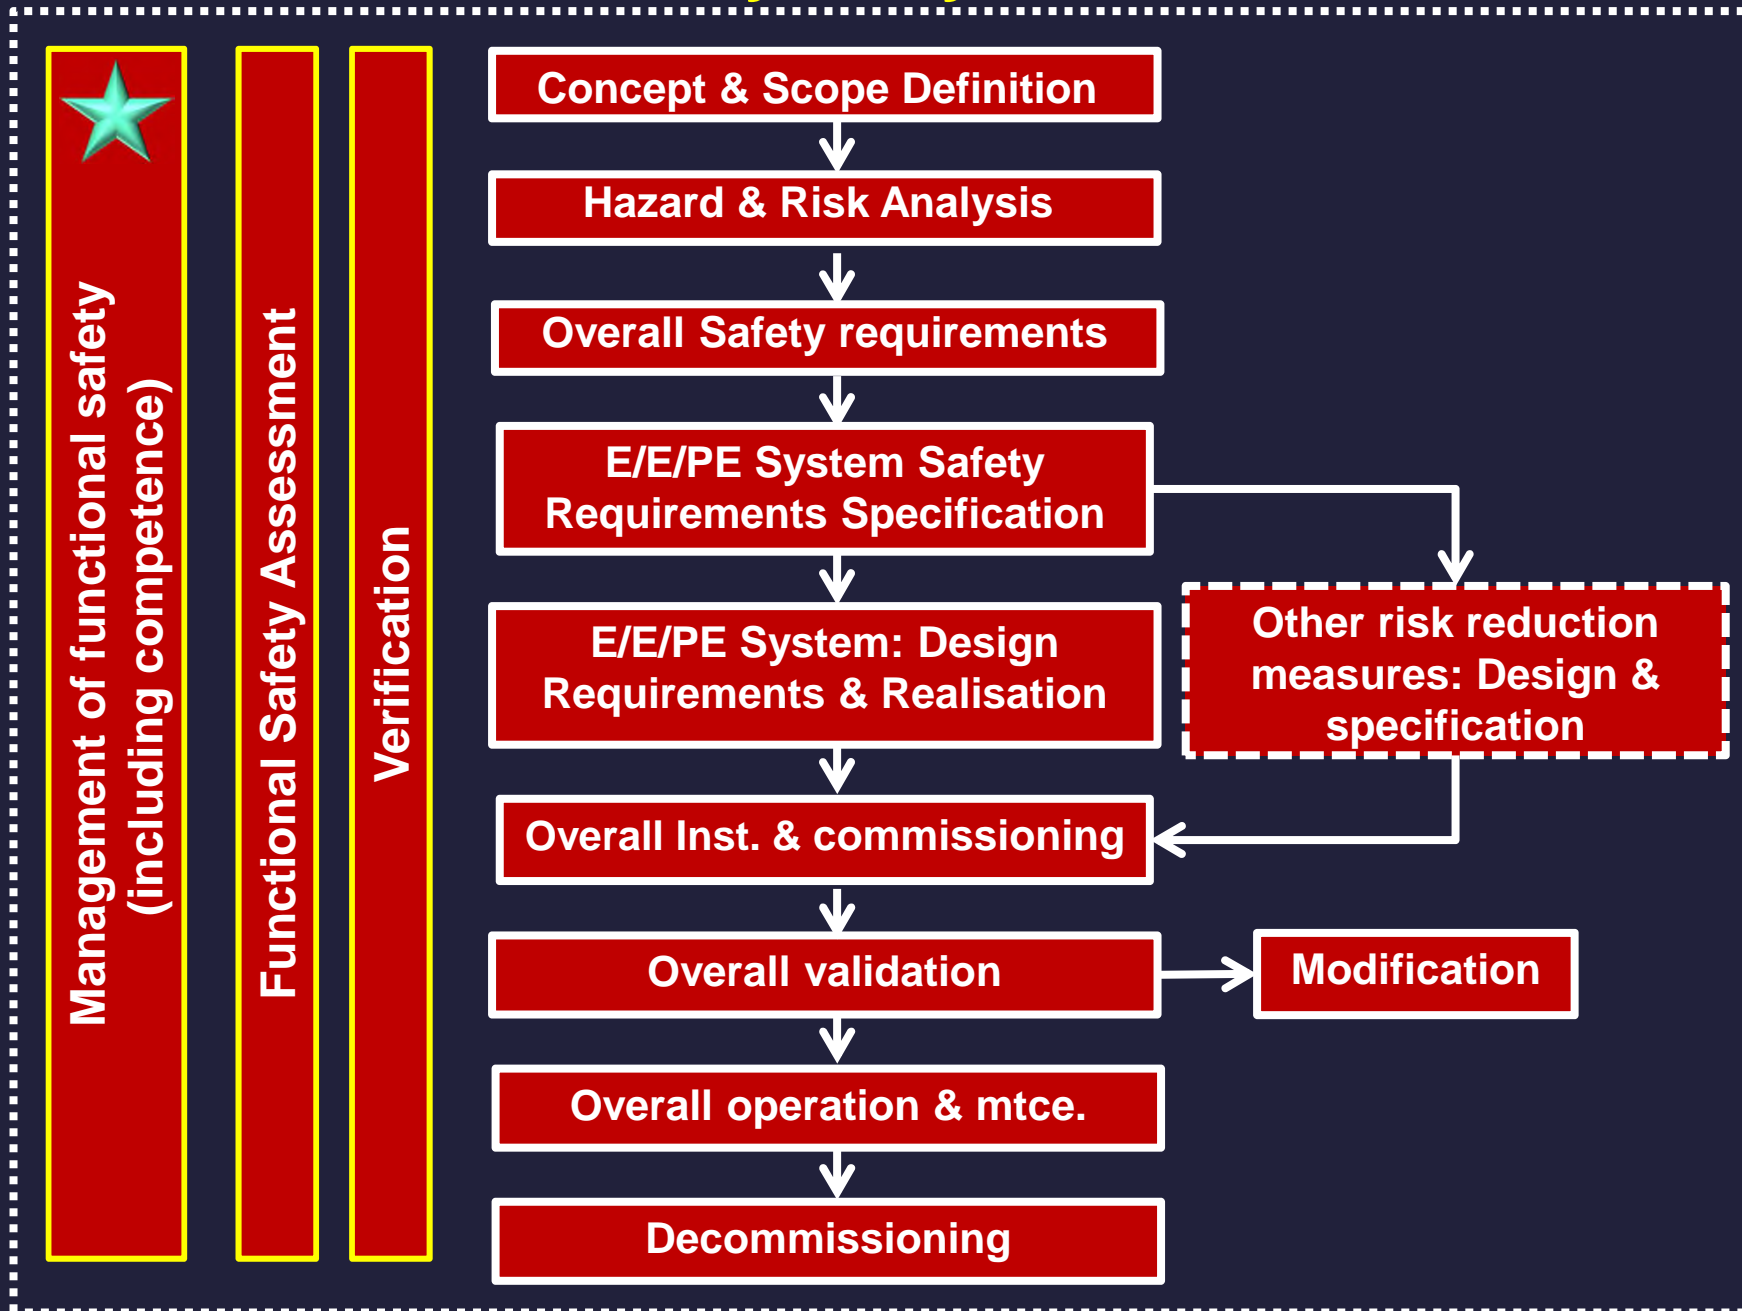 Management of functional safety
(including competence)
Functional Safety Assessment
Verification
Concept & Scope Definition
Hazard & Risk Analysis
Overall Safety requirements
E/E/PE System Safety
Requirements Specification
E/E/PE System: Design
Requirements & Realisation
Other risk reduction
measures: Design &
specification
Overall Inst. & commissioning
Overall validation
Modification
Overall operation & mtce.
Decommissioning